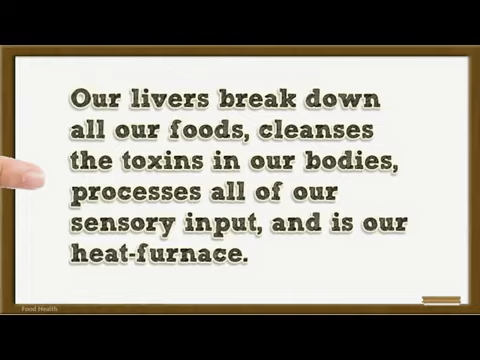 Our livers break down
all our foods, cleanses
the toxins in our bodies,
processes all of our
sensory input, and is our
heat-furnace.
Food Health